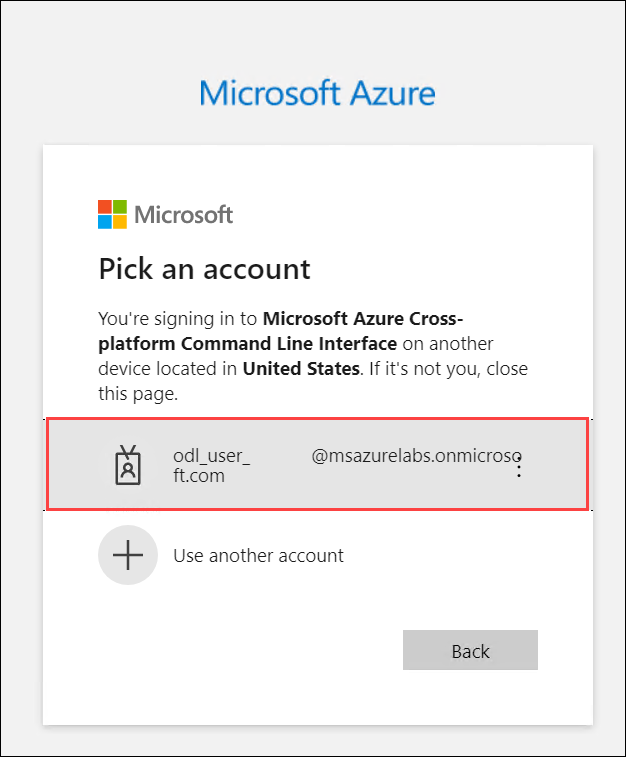 Microsoft Azure
Microsoft
Pick an account
You're signing in to Microsoft Azure Cross-
platform Command Line Interface on another
device located in United States. If it's not you, close
this page.
odl_user_ @msazurelabs.onmicroso
ft.com
Use another account
Back